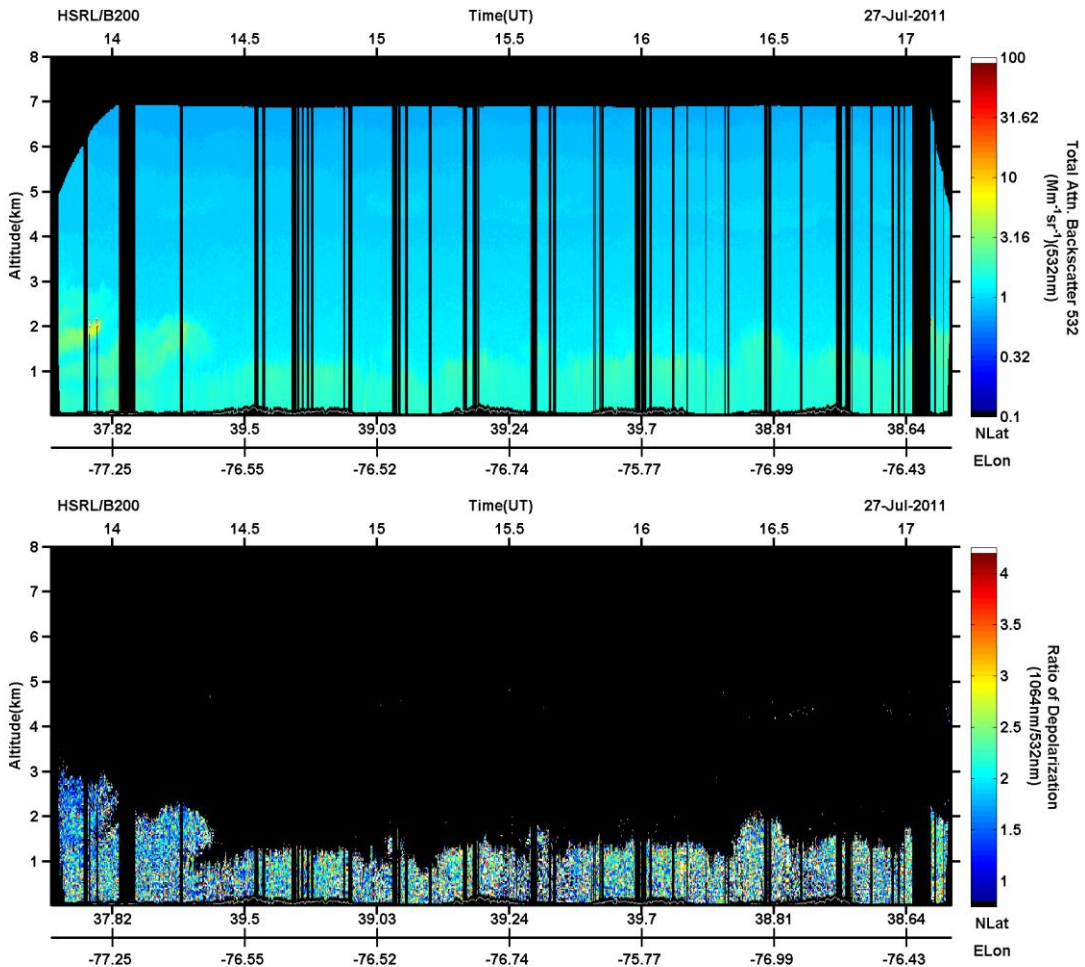 HSRL/B200 Time(UT) 27-Jul-2011
14 14.5 15 15.5 16 16.5 17
8
7
6
5
4
3
2
1
Altitude(km)
100
31.62
10
3.16
1
0.32
0.1
Total Attn. Backscatter 532
(Mm⁻¹sr⁻¹)(532nm)
37.82 39.5 39.03 39.24 39.7 38.81 38.64 NLat
-77.25 -76.55 -76.52 -76.74 -75.77 -76.99 -76.43 ELon
HSRL/B200 Time(UT) 27-Jul-2011
14 14.5 15 15.5 16 16.5 17
8
7
6
5
4
3
2
1
Altitude(km)
4
3.5
3
2.5
2
1.5
1
Ratio of Depolarization
(1064nm/532nm)
37.82 39.5 39.03 39.24 39.7 38.81 38.64 NLat
-77.25 -76.55 -76.52 -76.74 -75.77 -76.99 -76.43 ELon